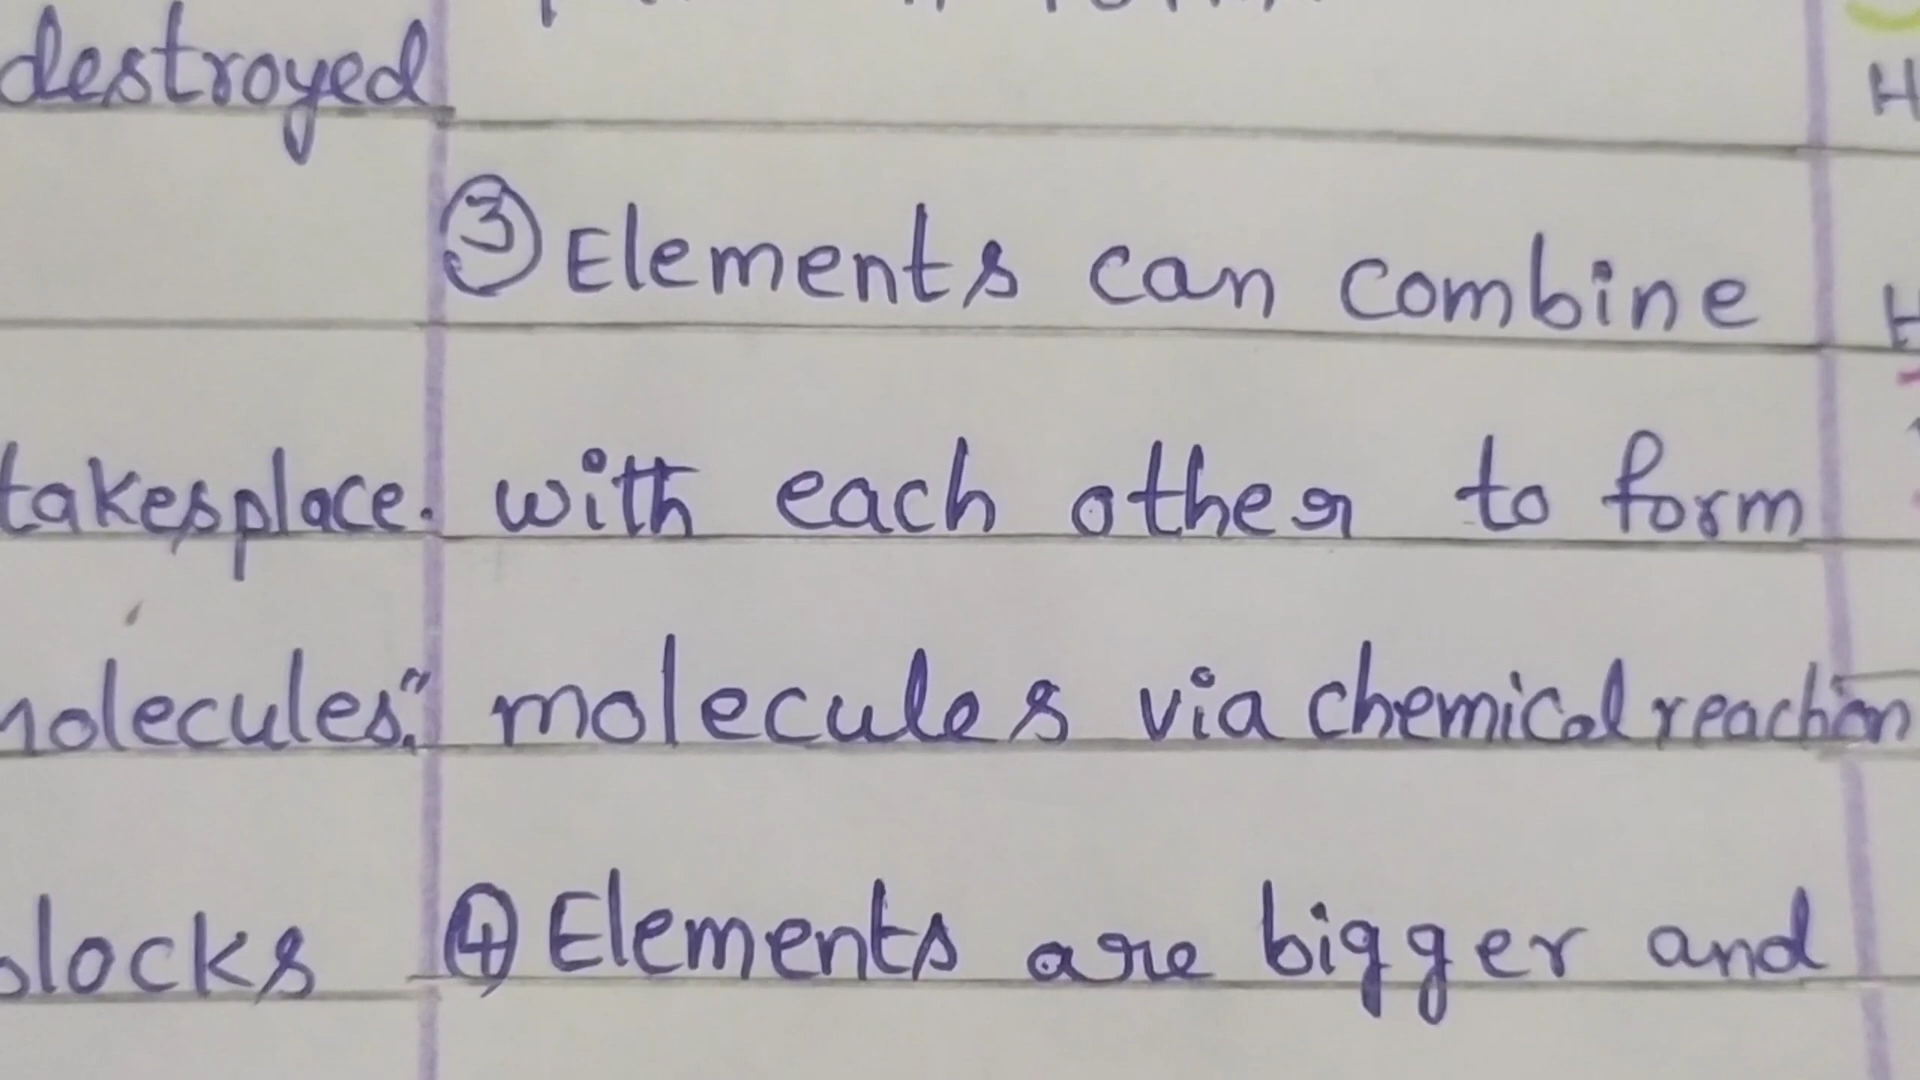 destroyed
③ Elements can combine
takesplace. with each other to form
molecules." molecules via chemical reaction
locks ④ Elements are bigger and
H
H